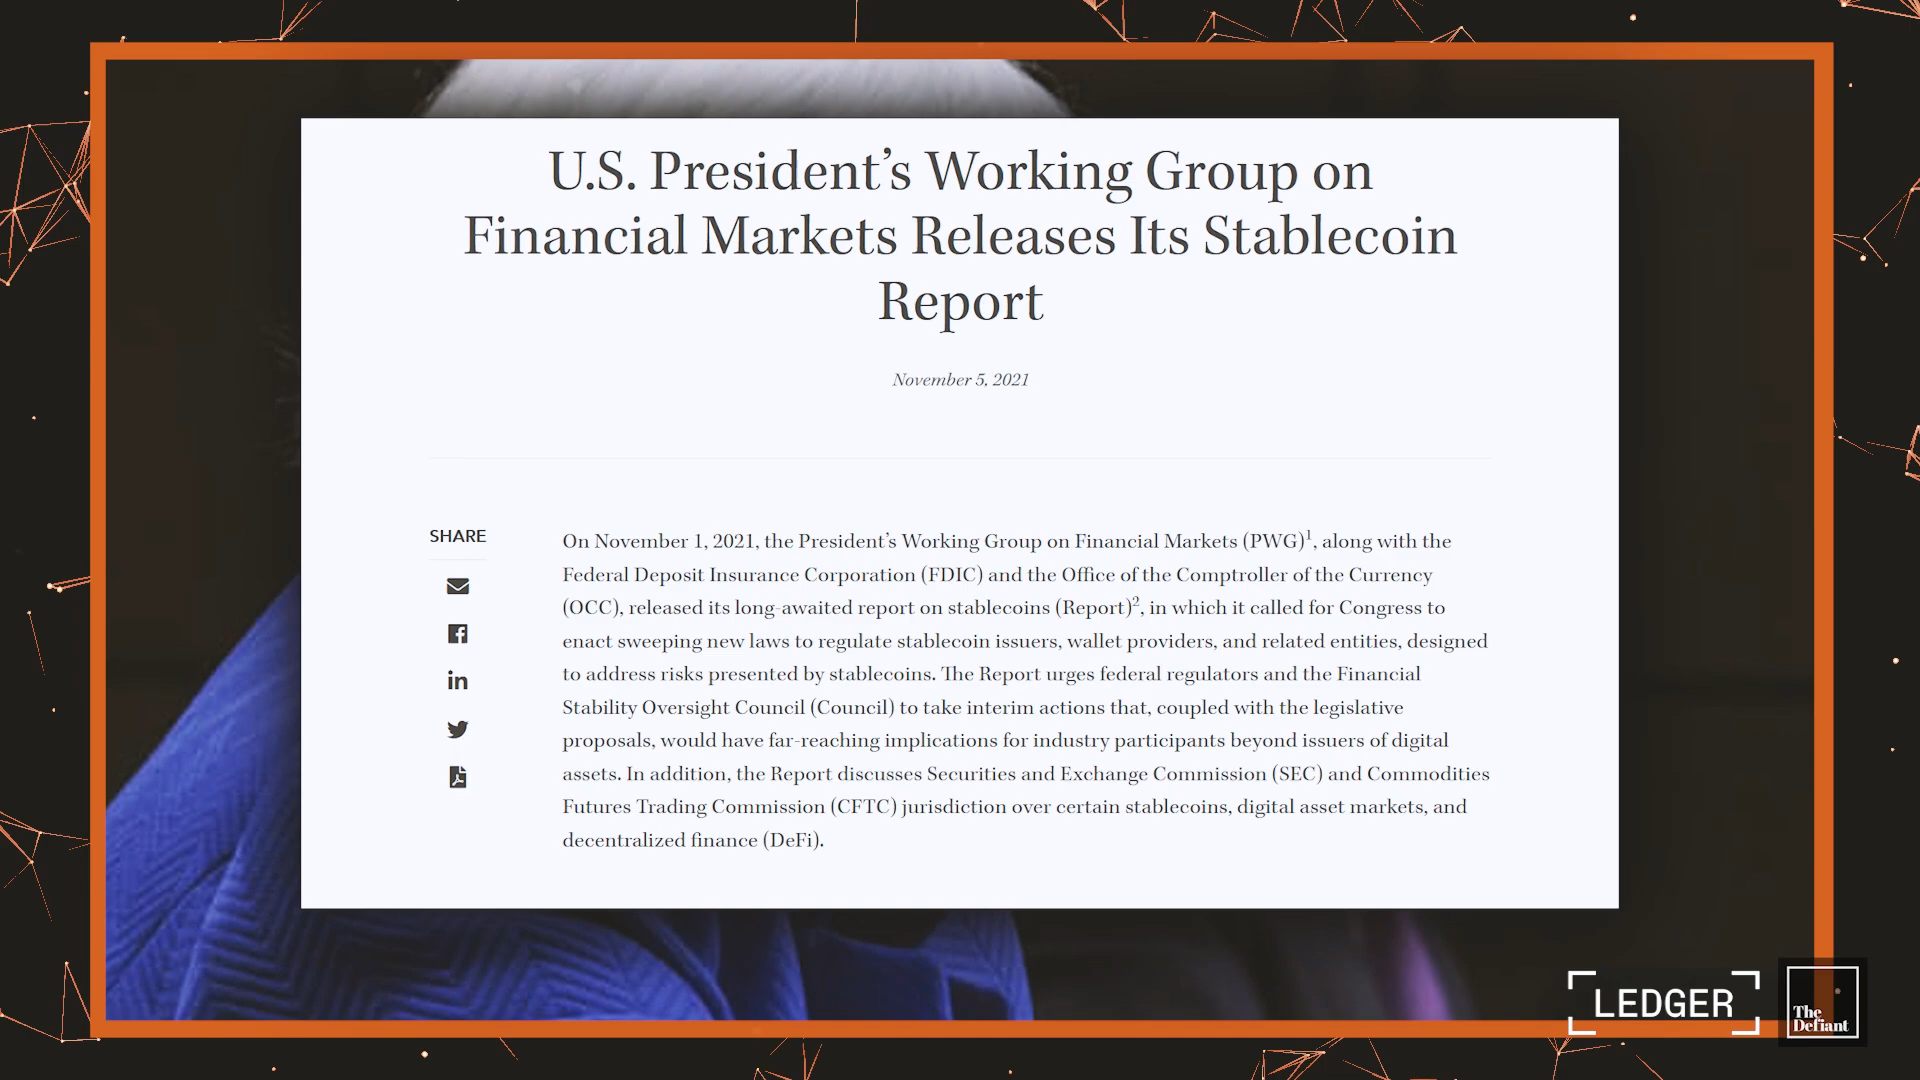 U.S. President’s Working Group on
Financial Markets Releases Its Stablecoin
Report
November 5, 2021
SHARE
On November 1, 2021, the President’s Working Group on Financial Markets (PWG)1, along with the
Federal Deposit Insurance Corporation (FDIC) and the Office of the Comptroller of the Currency
(OCC), released its long-awaited report on stablecoins (Report)2, in which it called for Congress to
enact sweeping new laws to regulate stablecoin issuers, wallet providers, and related entities, designed
to address risks presented by stablecoins. The Report urges federal regulators and the Financial
Stability Oversight Council (Council) to take interim actions that, coupled with the legislative
proposals, would have far-reaching implications for industry participants beyond issuers of digital
assets. In addition, the Report discusses Securities and Exchange Commission (SEC) and Commodities
Futures Trading Commission (CFTC) jurisdiction over certain stablecoins, digital asset markets, and
decentralized finance (DeFi).
LEDGER
The
Defiant